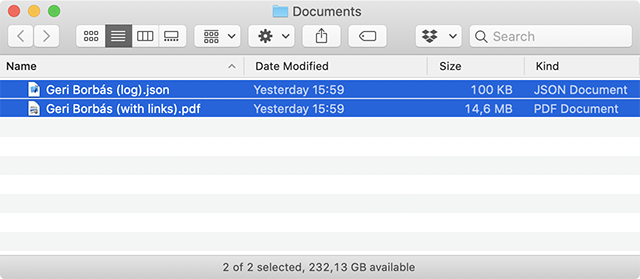 Documents
Search
Name Date Modified Size Kind
Geri Borbás (log).json Yesterday 15:59 100 KB JSON Document
Geri Borbás (with links).pdf Yesterday 15:59 14,6 MB PDF Document
2 of 2 selected, 232,13 GB available